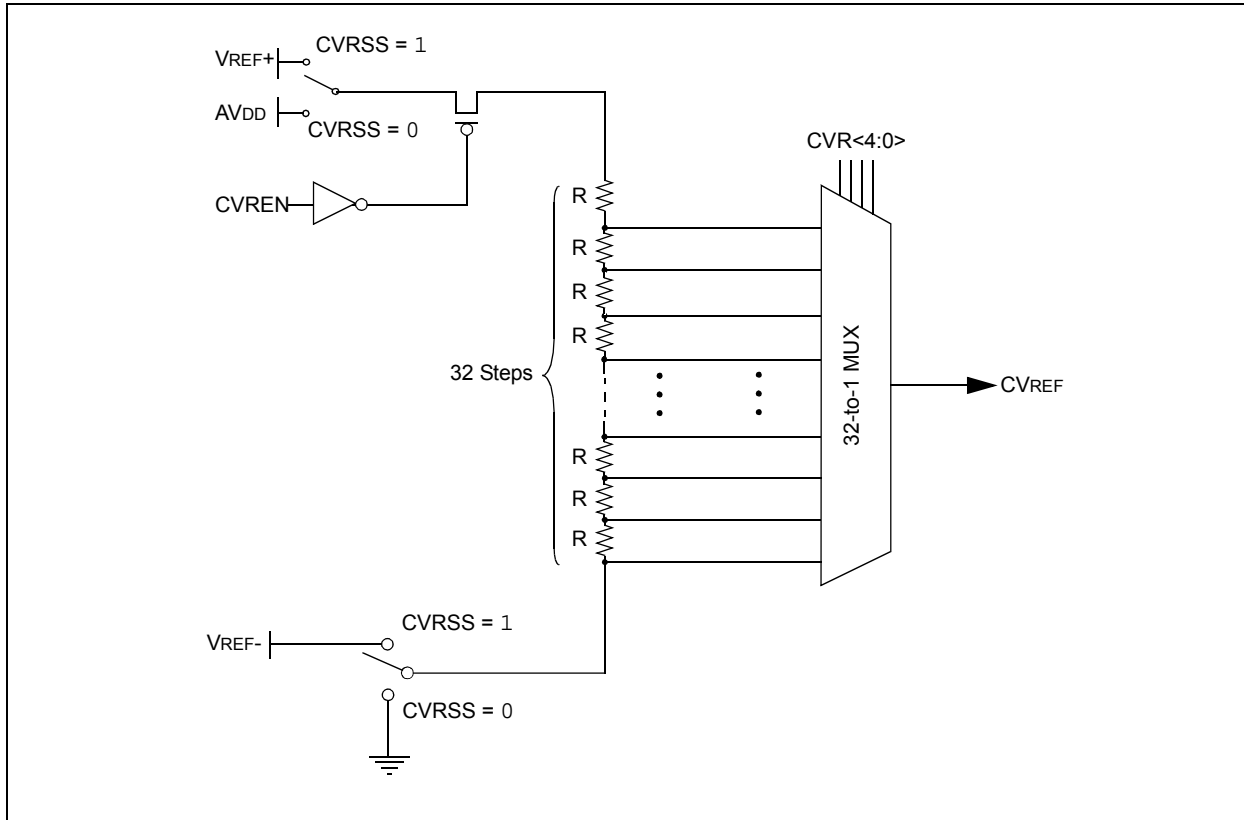 CVRSS = 1
VREF+
AVDD
CVRSS = 0
CVREN
CVR<4:0>
R
R
R
R
32 Steps
32-to-1 MUX
CVREF
R
R
R
CVRSS = 1
VREF-
CVRSS = 0